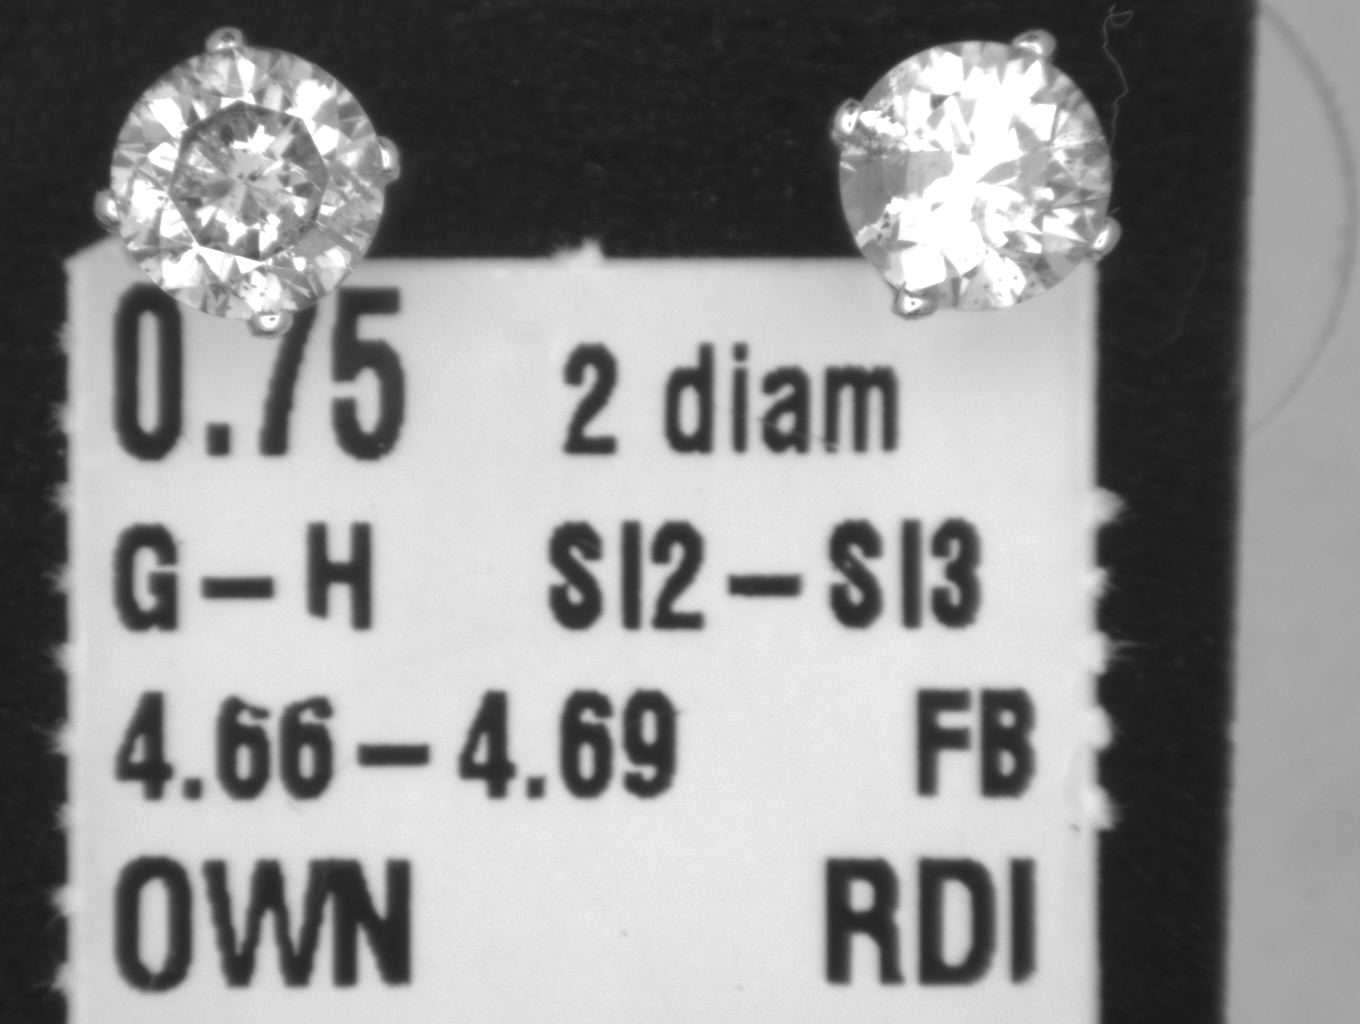 0.75 2 diam
G-H SI2-SI3
4.66-4.69 FB
OWN RDI